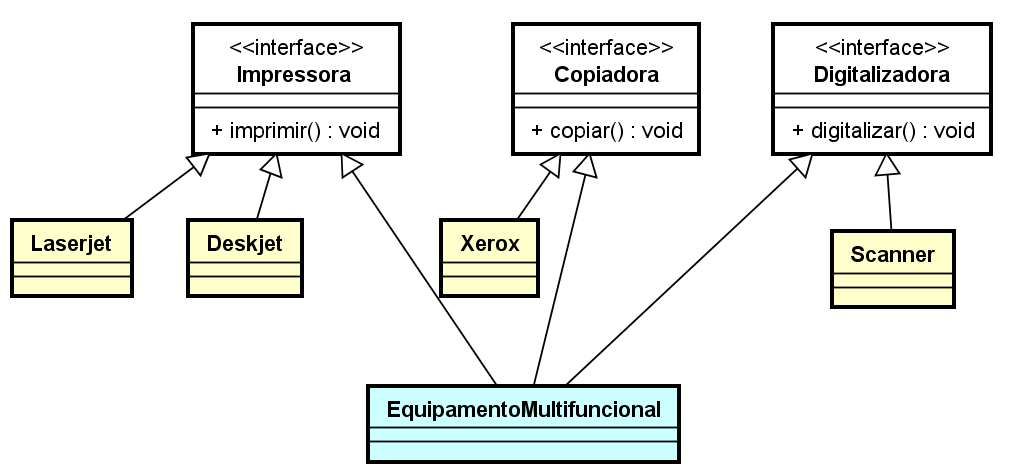 <<interface>>
Impressora
+ imprimir() : void
<<interface>>
Copiadora
+ copiar() : void
<<interface>>
Digitalizadora
+ digitalizar() : void
Laserjet
Deskjet
Xerox
Scanner
EquipamentoMultifuncional